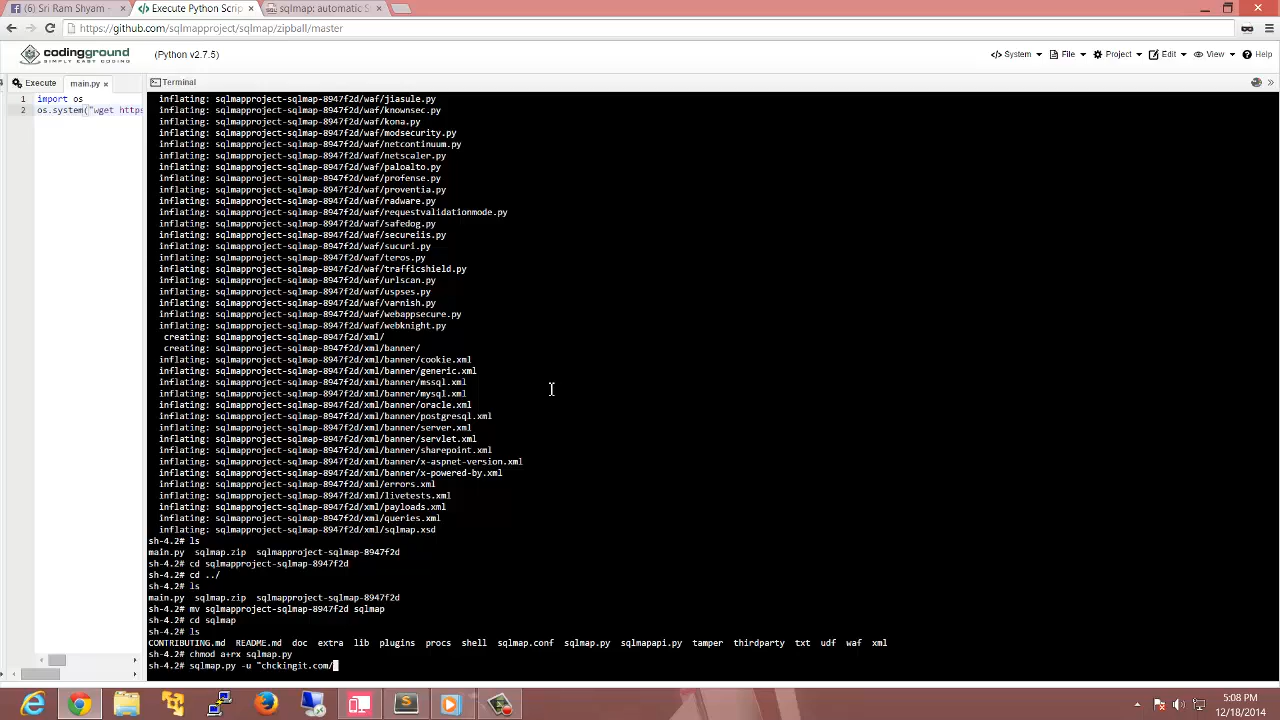 (6) Sri Ram Shyam -
Execute Python Scrip
sqlmap: automatic S
https://github.com/sqlmapproject/sqlmap/zipball/master
codingground
SIMPLY EASY CODING
(Python v2.7.5)
System
File
Project
Edit
View
Help
Execute
main.py
Terminal
1 import os
2 os.system("wget https
inflating: sqlmapproject-sqlmap-8947f2d/waf/jiasule.py
inflating: sqlmapproject-sqlmap-8947f2d/waf/knownsec.py
inflating: sqlmapproject-sqlmap-8947f2d/waf/kona.py
inflating: sqlmapproject-sqlmap-8947f2d/waf/modsecurity.py
inflating: sqlmapproject-sqlmap-8947f2d/waf/netcontinuum.py
inflating: sqlmapproject-sqlmap-8947f2d/waf/netscaler.py
inflating: sqlmapproject-sqlmap-8947f2d/waf/paloalto.py
inflating: sqlmapproject-sqlmap-8947f2d/waf/profense.py
inflating: sqlmapproject-sqlmap-8947f2d/waf/proventia.py
inflating: sqlmapproject-sqlmap-8947f2d/waf/radware.py
inflating: sqlmapproject-sqlmap-8947f2d/waf/requestvalidationmode.py
inflating: sqlmapproject-sqlmap-8947f2d/waf/safedog.py
inflating: sqlmapproject-sqlmap-8947f2d/waf/secureiis.py
inflating: sqlmapproject-sqlmap-8947f2d/waf/sucuri.py
inflating: sqlmapproject-sqlmap-8947f2d/waf/teros.py
inflating: sqlmapproject-sqlmap-8947f2d/waf/trafficshield.py
inflating: sqlmapproject-sqlmap-8947f2d/waf/urlscan.py
inflating: sqlmapproject-sqlmap-8947f2d/waf/uspses.py
inflating: sqlmapproject-sqlmap-8947f2d/waf/varnish.py
inflating: sqlmapproject-sqlmap-8947f2d/waf/webappsecure.py
inflating: sqlmapproject-sqlmap-8947f2d/waf/webknight.py
creating: sqlmapproject-sqlmap-8947f2d/xml/
creating: sqlmapproject-sqlmap-8947f2d/xml/banner/
inflating: sqlmapproject-sqlmap-8947f2d/xml/banner/cookie.xml
inflating: sqlmapproject-sqlmap-8947f2d/xml/banner/generic.xml
inflating: sqlmapproject-sqlmap-8947f2d/xml/banner/mssql.xml
inflating: sqlmapproject-sqlmap-8947f2d/xml/banner/mysql.xml
inflating: sqlmapproject-sqlmap-8947f2d/xml/banner/oracle.xml
inflating: sqlmapproject-sqlmap-8947f2d/xml/banner/postgresql.xml
inflating: sqlmapproject-sqlmap-8947f2d/xml/banner/server.xml
inflating: sqlmapproject-sqlmap-8947f2d/xml/banner/servlet.xml
inflating: sqlmapproject-sqlmap-8947f2d/xml/banner/sharepoint.xml
inflating: sqlmapproject-sqlmap-8947f2d/xml/banner/x-aspnet-version.xml
inflating: sqlmapproject-sqlmap-8947f2d/xml/banner/x-powered-by.xml
inflating: sqlmapproject-sqlmap-8947f2d/xml/errors.xml
inflating: sqlmapproject-sqlmap-8947f2d/xml/livetests.xml
inflating: sqlmapproject-sqlmap-8947f2d/xml/payloads.xml
inflating: sqlmapproject-sqlmap-8947f2d/xml/queries.xml
inflating: sqlmapproject-sqlmap-8947f2d/xml/sqlmap.xsd
sh-4.2# ls
main.py sqlmap.zip sqlmapproject-sqlmap-8947f2d
sh-4.2# cd sqlmapproject-sqlmap-8947f2d
sh-4.2# cd ../
sh-4.2# ls
main.py sqlmap.zip sqlmapproject-sqlmap-8947f2d
sh-4.2# mv sqlmapproject-sqlmap-8947f2d sqlmap
sh-4.2# cd sqlmap
sh-4.2# ls
CONTRIBUTING.md README.md doc extra lib plugins procs shell sqlmap.conf sqlmap.py sqlmapapi.py tamper thirdparty txt udf waf xml
sh-4.2# chmod a+rx sqlmap.py
sh-4.2# sqlmap.py -u "chckingit.com/
5:08 PM
12/18/2014